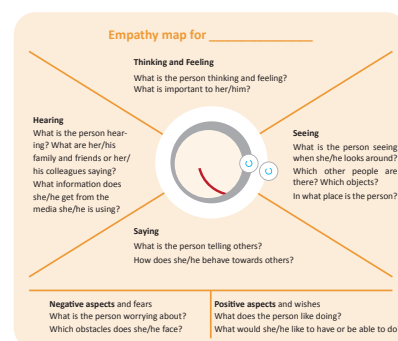 Empathy map for
Thinking and Feeling
What is the person thinking and feeling?
What is important to her/him?
Hearing
What is the person hear-
ing? What are her/his
family and friends or her/
his colleagues saying?
What information does
she/he get from the
media she/he is using?
Seeing
What is the person seeing
when she/he looks around?
Which other people are
there? Which objects?
In what place is the person?
Saying
What is the person telling others?
How does she/he behave towards others?
Negative aspects and fears
What is the person worrying about?
Which obstacles does she/he face?
Positive aspects and wishes
What does the person like doing?
What would she/he like to have or be able to do